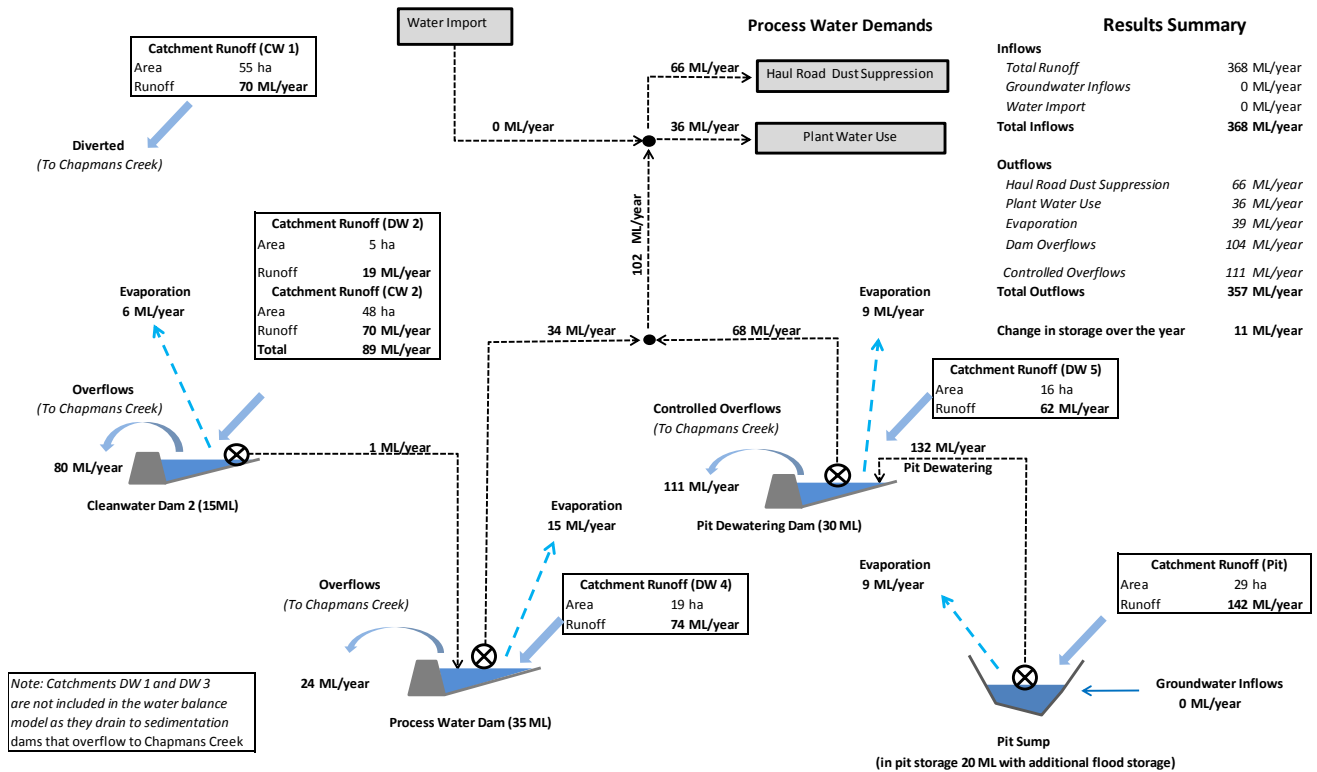 Water Import
Process Water Demands
Results Summary
Catchment Runoff (CW 1)
Area 55 ha
Runoff 70 ML/year
Diverted
(To Chapmans Creek)
66 ML/year
Haul Road Dust Suppression
0 ML/year
36 ML/year
Plant Water Use
102 ML/year
Inflows
Total Runoff 368 ML/year
Groundwater Inflows 0 ML/year
Water Import 0 ML/year
Total Inflows 368 ML/year
Outflows
Haul Road Dust Suppression 66 ML/year
Plant Water Use 36 ML/year
Evaporation 39 ML/year
Dam Overflows 104 ML/year
Controlled Overflows 111 ML/year
Total Outflows 357 ML/year
Change in storage over the year 11 ML/year
Catchment Runoff (DW 2)
Area 5 ha
Runoff 19 ML/year
Catchment Runoff (CW 2)
Area 48 ha
Runoff 70 ML/year
Total 89 ML/year
Evaporation
6 ML/year
Overflows
(To Chapmans Creek)
80 ML/year
Cleanwater Dam 2 (15ML)
1 ML/year
34 ML/year
68 ML/year
Evaporation
9 ML/year
Catchment Runoff (DW 5)
Area 16 ha
Runoff 62 ML/year
Controlled Overflows
(To Chapmans Creek)
111 ML/year
Pit Dewatering Dam (30 ML)
132 ML/year
Pit Dewatering
Evaporation
15 ML/year
Overflows
(To Chapmans Creek)
24 ML/year
Process Water Dam (35 ML)
Catchment Runoff (DW 4)
Area 19 ha
Runoff 74 ML/year
Evaporation
9 ML/year
Catchment Runoff (Pit)
Area 29 ha
Runoff 142 ML/year
Groundwater Inflows
0 ML/year
Pit Sump
(in pit storage 20 ML with additional flood storage)
Note: Catchments DW 1 and DW 3
are not included in the water balance
model as they drain to sedimentation
dams that overflow to Chapmans Creek